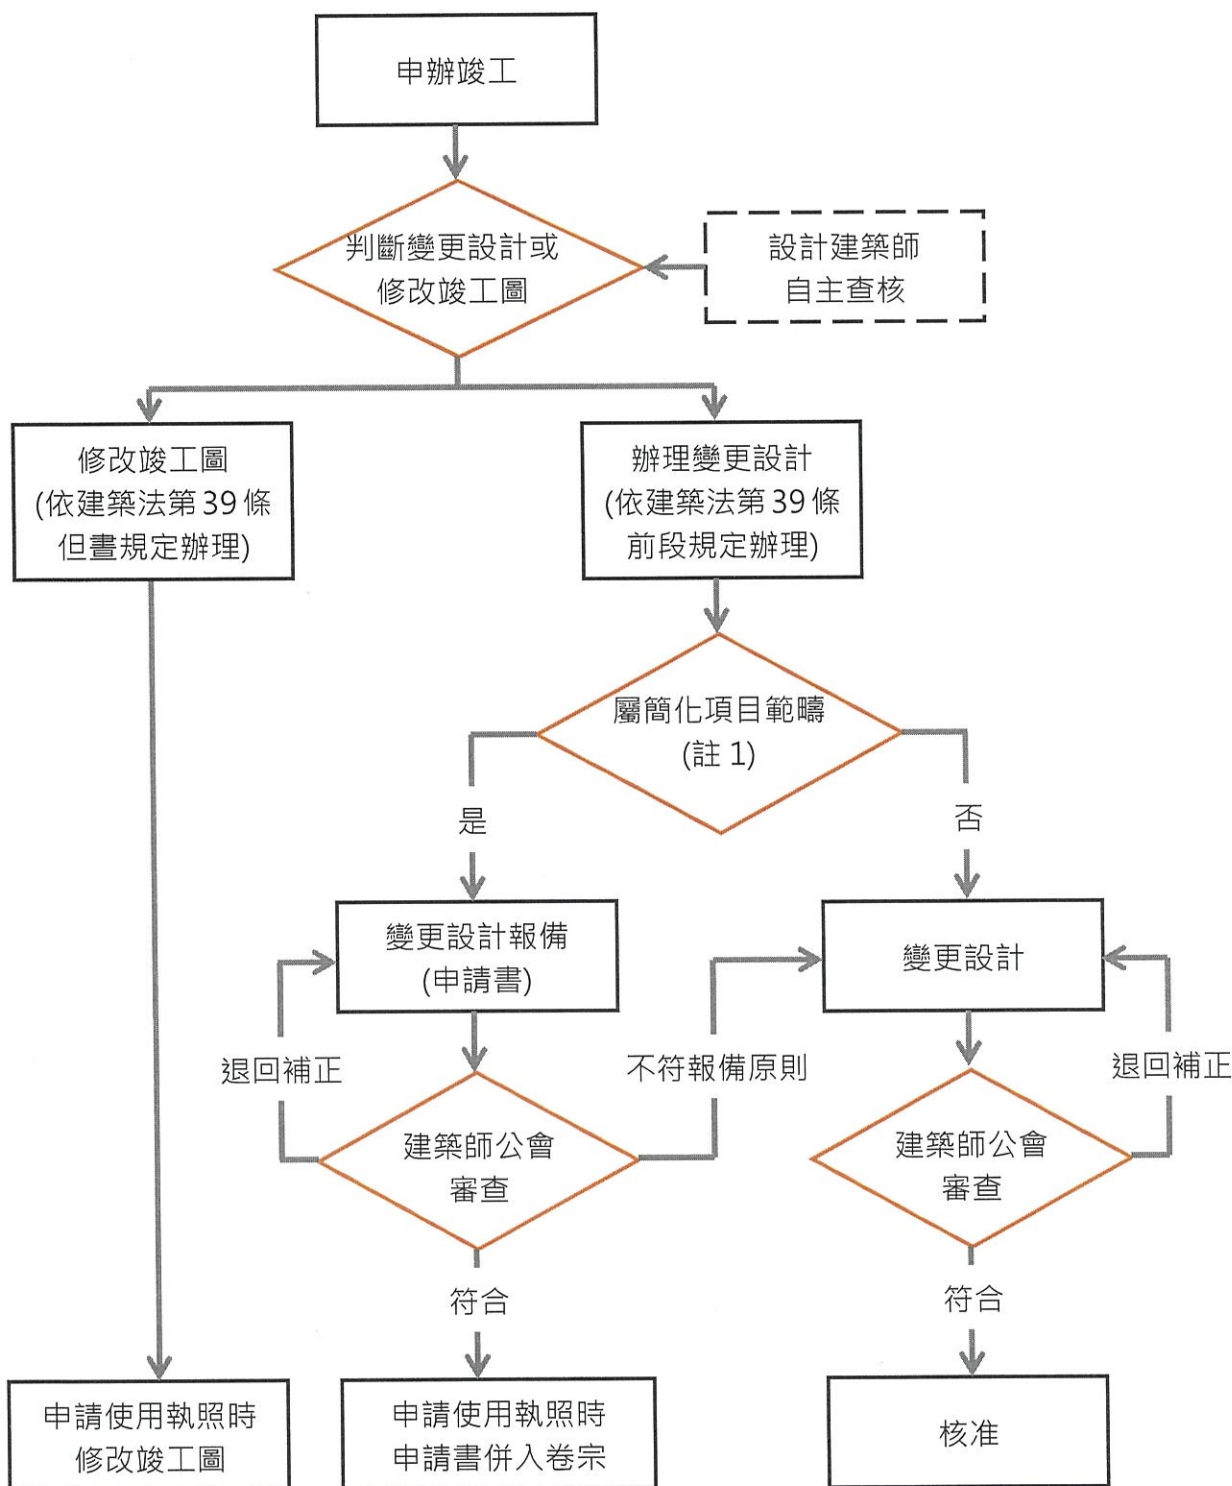 申辦竣工
判斷變更設計或
修改竣工圖
設計建築師
自主查核
修改竣工圖
(依建築法第39條
但晝規定辦理)
辦理變更設計
(依建築法第39條
前段規定辦理)
屬簡化項目範疇
(註 1)
是
否
變更設計報備
(申請書)
變更設計
退回補正
不符報備原則
退回補正
建築師公會
審查
建築師公會
審查
符合
符合
申請使用執照時
修改竣工圖
申請使用執照時
申請書併入卷宗
核准